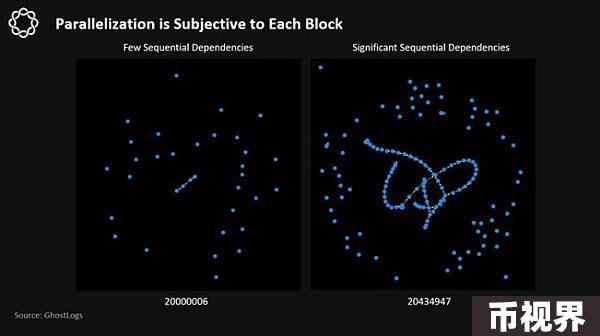 Parallelization is Subjective to Each Block
Few Sequential Dependencies
Significant Sequential Dependencies
20000006
20434947
Source: GhostLogs
币视界